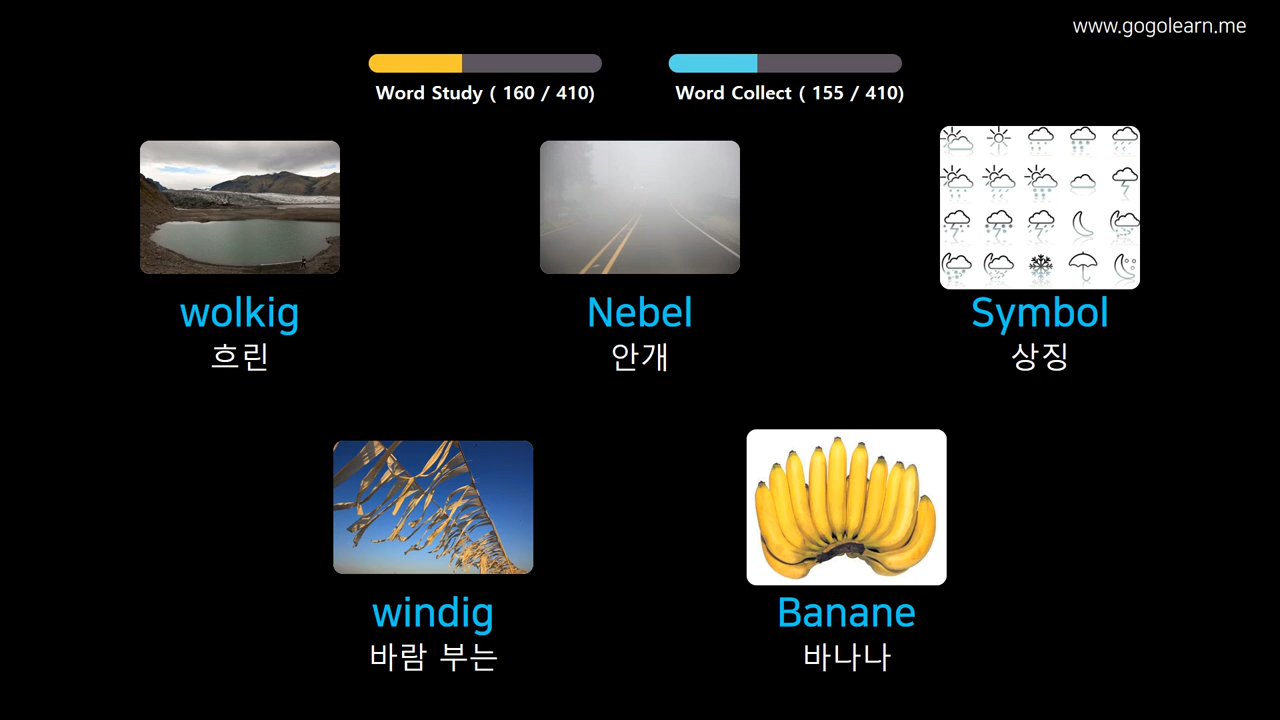 www.gogolearn.me
Word Study ( 160 / 410)
Word Collect ( 155 / 410)
wolkig
흐린
Nebel
안개
Symbol
상징
windig
바람 부는
Banane
바나나